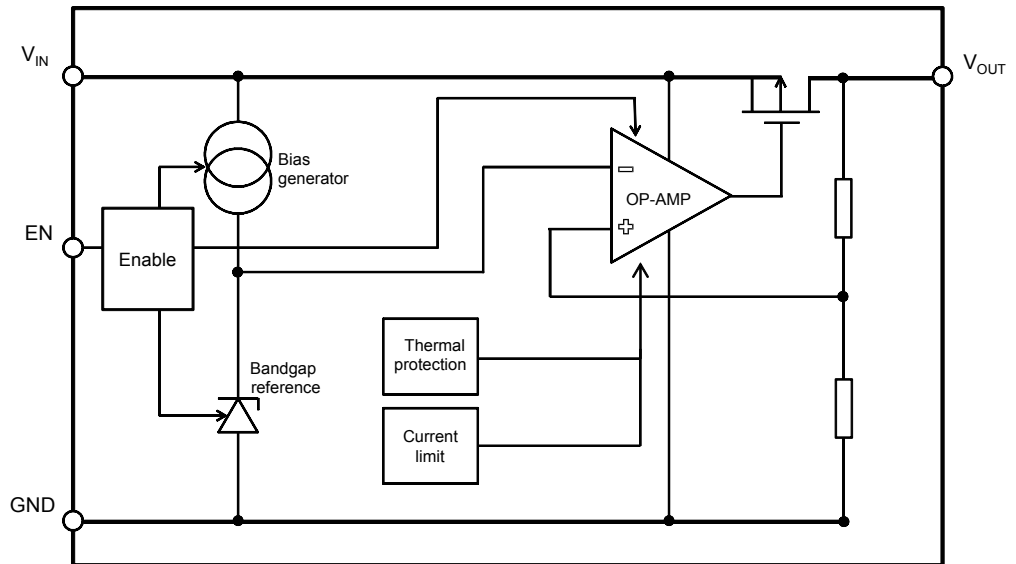 V_IN
V_OUT
Bias
generator
OP-AMP
EN
Enable
Thermal
protection
Bandgap
reference
Current
limit
GND